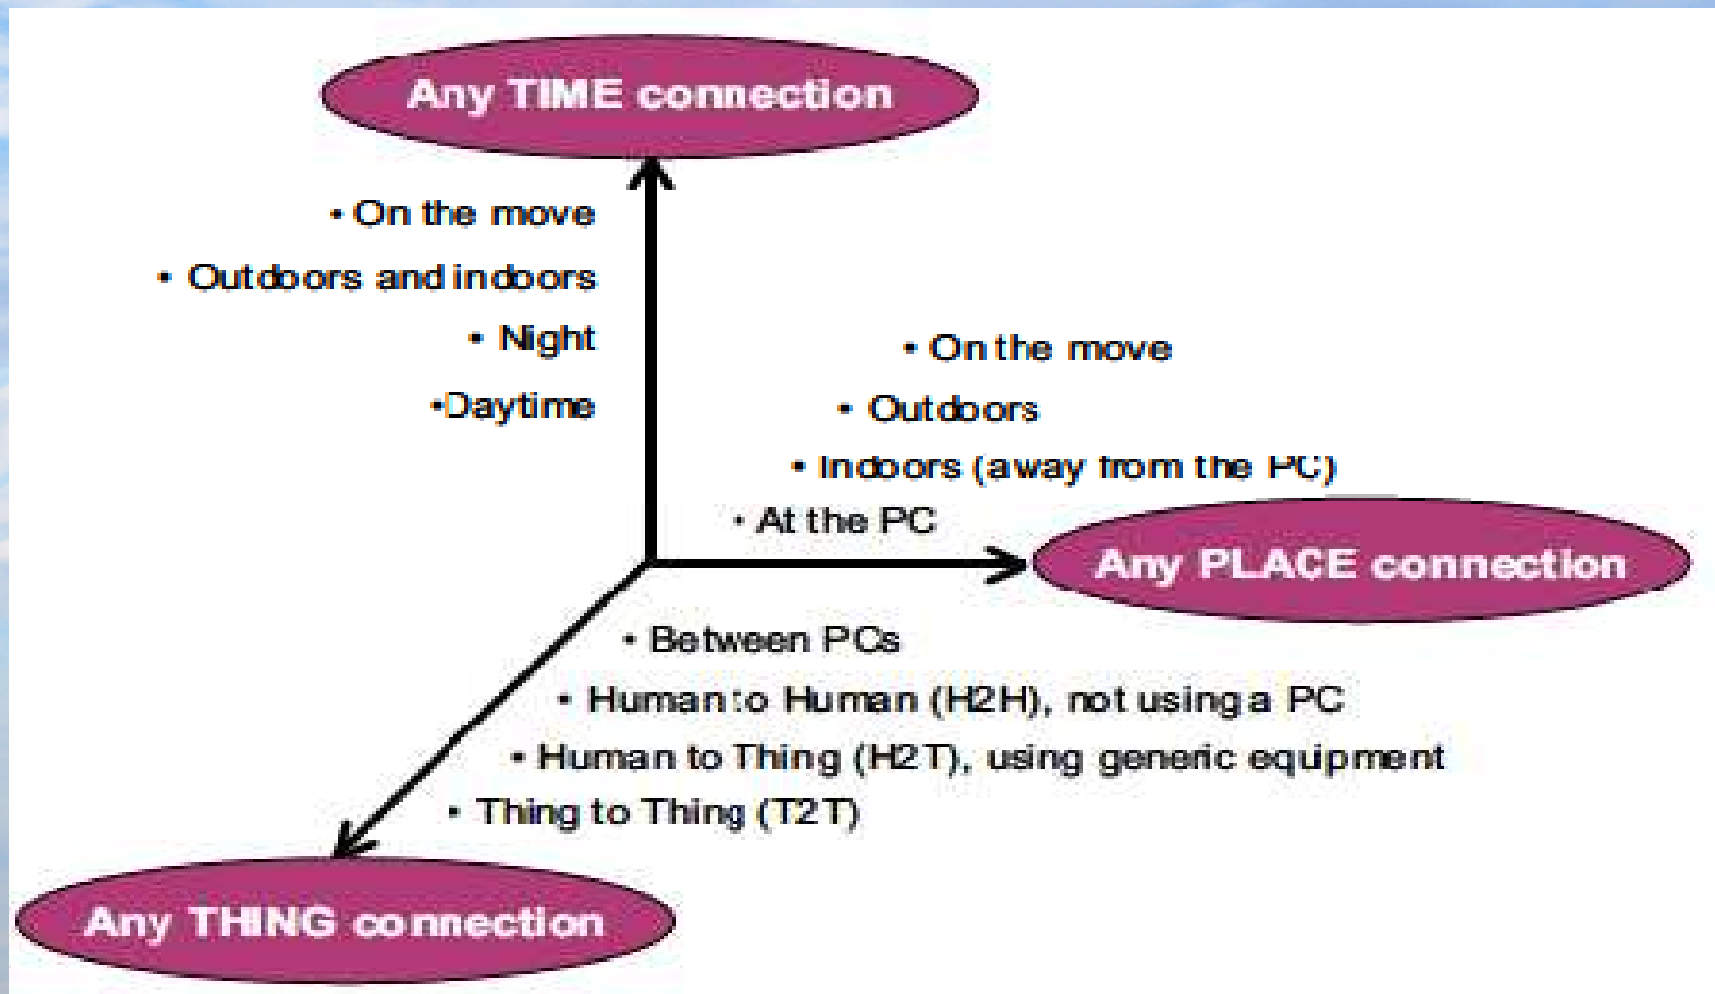 Any TIME connection
• On the move
• Outdoors and indoors
• Night
•Daytime
• On the move
• Outdoors
• Indoors (away from the PC)
• At the PC
Any PLACE connection
• Between PCs
• Human to Human (H2H), not using a PC
• Human to Thing (H2T), using generic equipment
• Thing to Thing (T2T)
Any THING connection